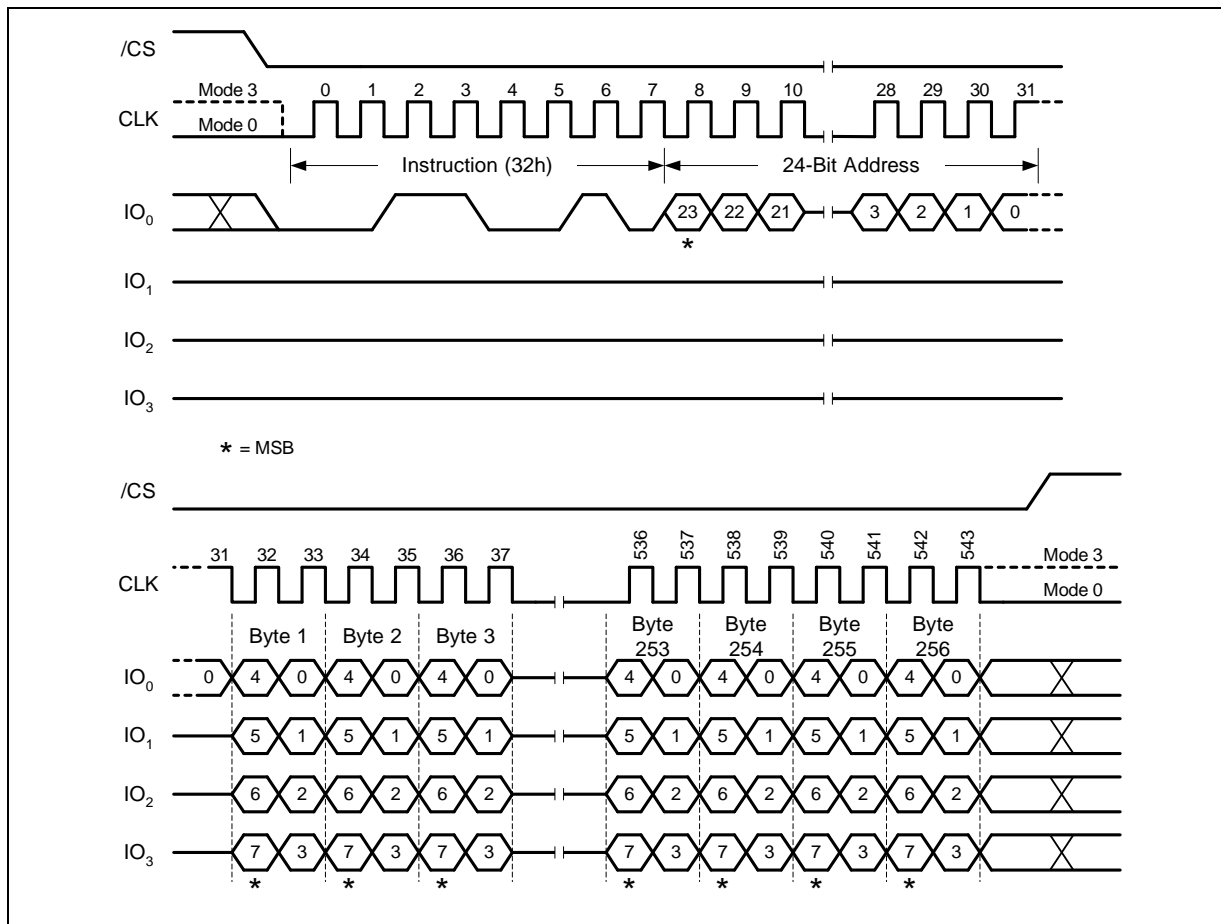 /CS
Mode 3 0 1 2 3 4 5 6 7 8 9 10 28 29 30 31
CLK
Mode 0
Instruction (32h) 24-Bit Address
IO0 23 22 21 3 2 1 0
*
IO1
IO2
IO3
* = MSB
/CS
31 32 33 34 35 36 37 536 537 538 539 540 541 542 543 Mode 3
CLK
Mode 0
Byte 1 Byte 2 Byte 3 Byte 253 Byte 254 Byte 255 Byte 256
IO0 0 4 0 4 0 4 0 4 0 4 0 4 0 4 0
IO1 5 1 5 1 5 1 5 1 5 1 5 1 5 1
IO2 6 2 6 2 6 2 6 2 6 2 6 2 6 2
IO3 7 3 7 3 7 3 7 3 7 3 7 3 7 3
* * * * * * *